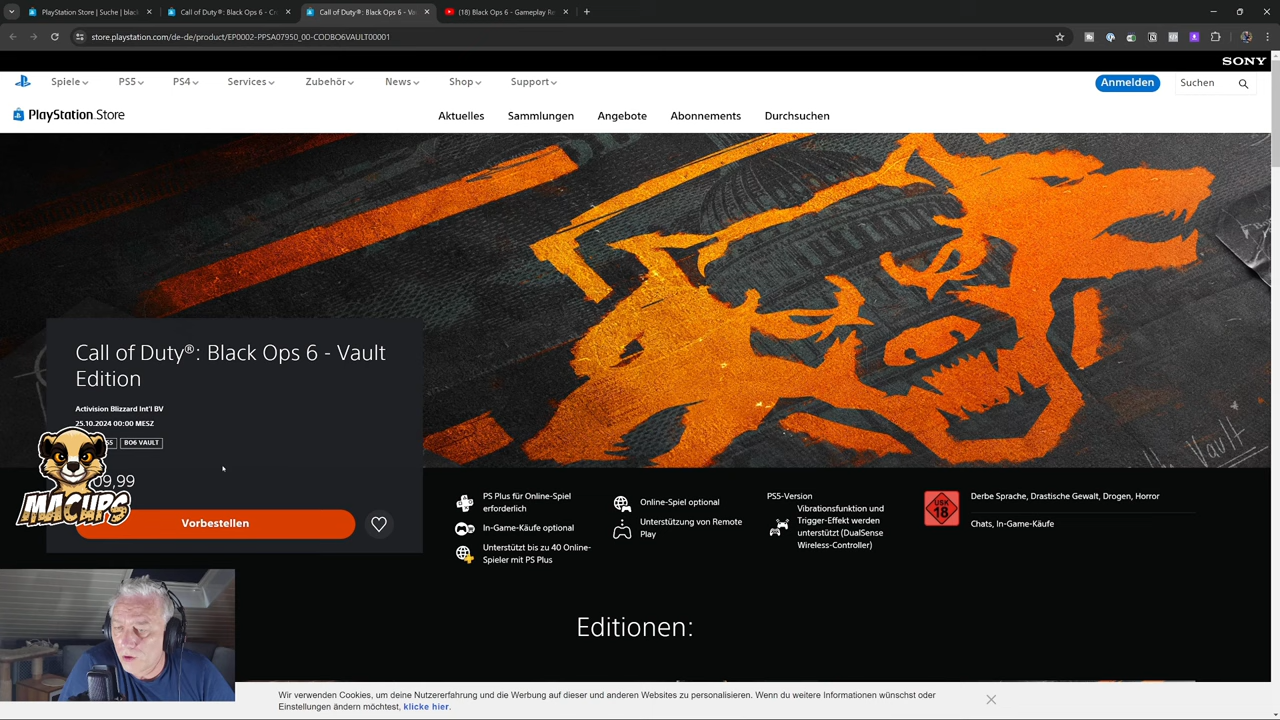 PlayStation Store | Suche | black
Call of Duty®: Black Ops 6 - C
Call of Duty®: Black Ops 6 - Va
(18) Black Ops 6 - Gameplay Re
store.playstation.com/de-de/product/EP0002-PPSA07950_00-CODBO6VAULT00001
SONY
Spiele
PS5
PS4
Services
Zubehör
News
Shop
Support
Anmelden
Suchen
PlayStation.Store
Aktuelles
Sammlungen
Angebote
Abonnements
Durchsuchen
Call of Duty®: Black Ops 6 - Vault
Edition
Activision Blizzard Int'l BV
25.10.2024 00:00 MESZ
BO6 VAULT
09,99
MACUPS
Vorbestellen
PS Plus für Online-Spiel
erforderlich
In-Game-Käufe optional
Unterstützt bis zu 40 Online-
Spieler mit PS Plus
Online-Spiel optional
Unterstützung von Remote
Play
PS5-Version
Vibrationsfunktion und
Trigger-Effekt werden
unterstützt (DualSense
Wireless-Controller)
USK
18
Derbe Sprache, Drastische Gewalt, Drogen, Horror
Chats, In-Game-Käufe
Editionen:
Wir verwenden Cookies, um deine Nutzererfahrung und die Werbung auf dieser und anderen Websites zu personalisieren. Wenn du weitere Informationen wünschst oder
Einstellungen ändern möchtest, klicke hier.